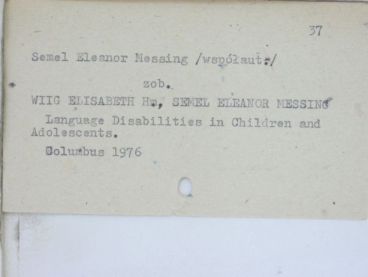 37
Semel Eleanor Messing /współaut./
zob.
WIIG ELISABETH H., SEMEL ELEANOR MESSING
Language Disabilities in Children and
Adolescents.
Columbus 1976